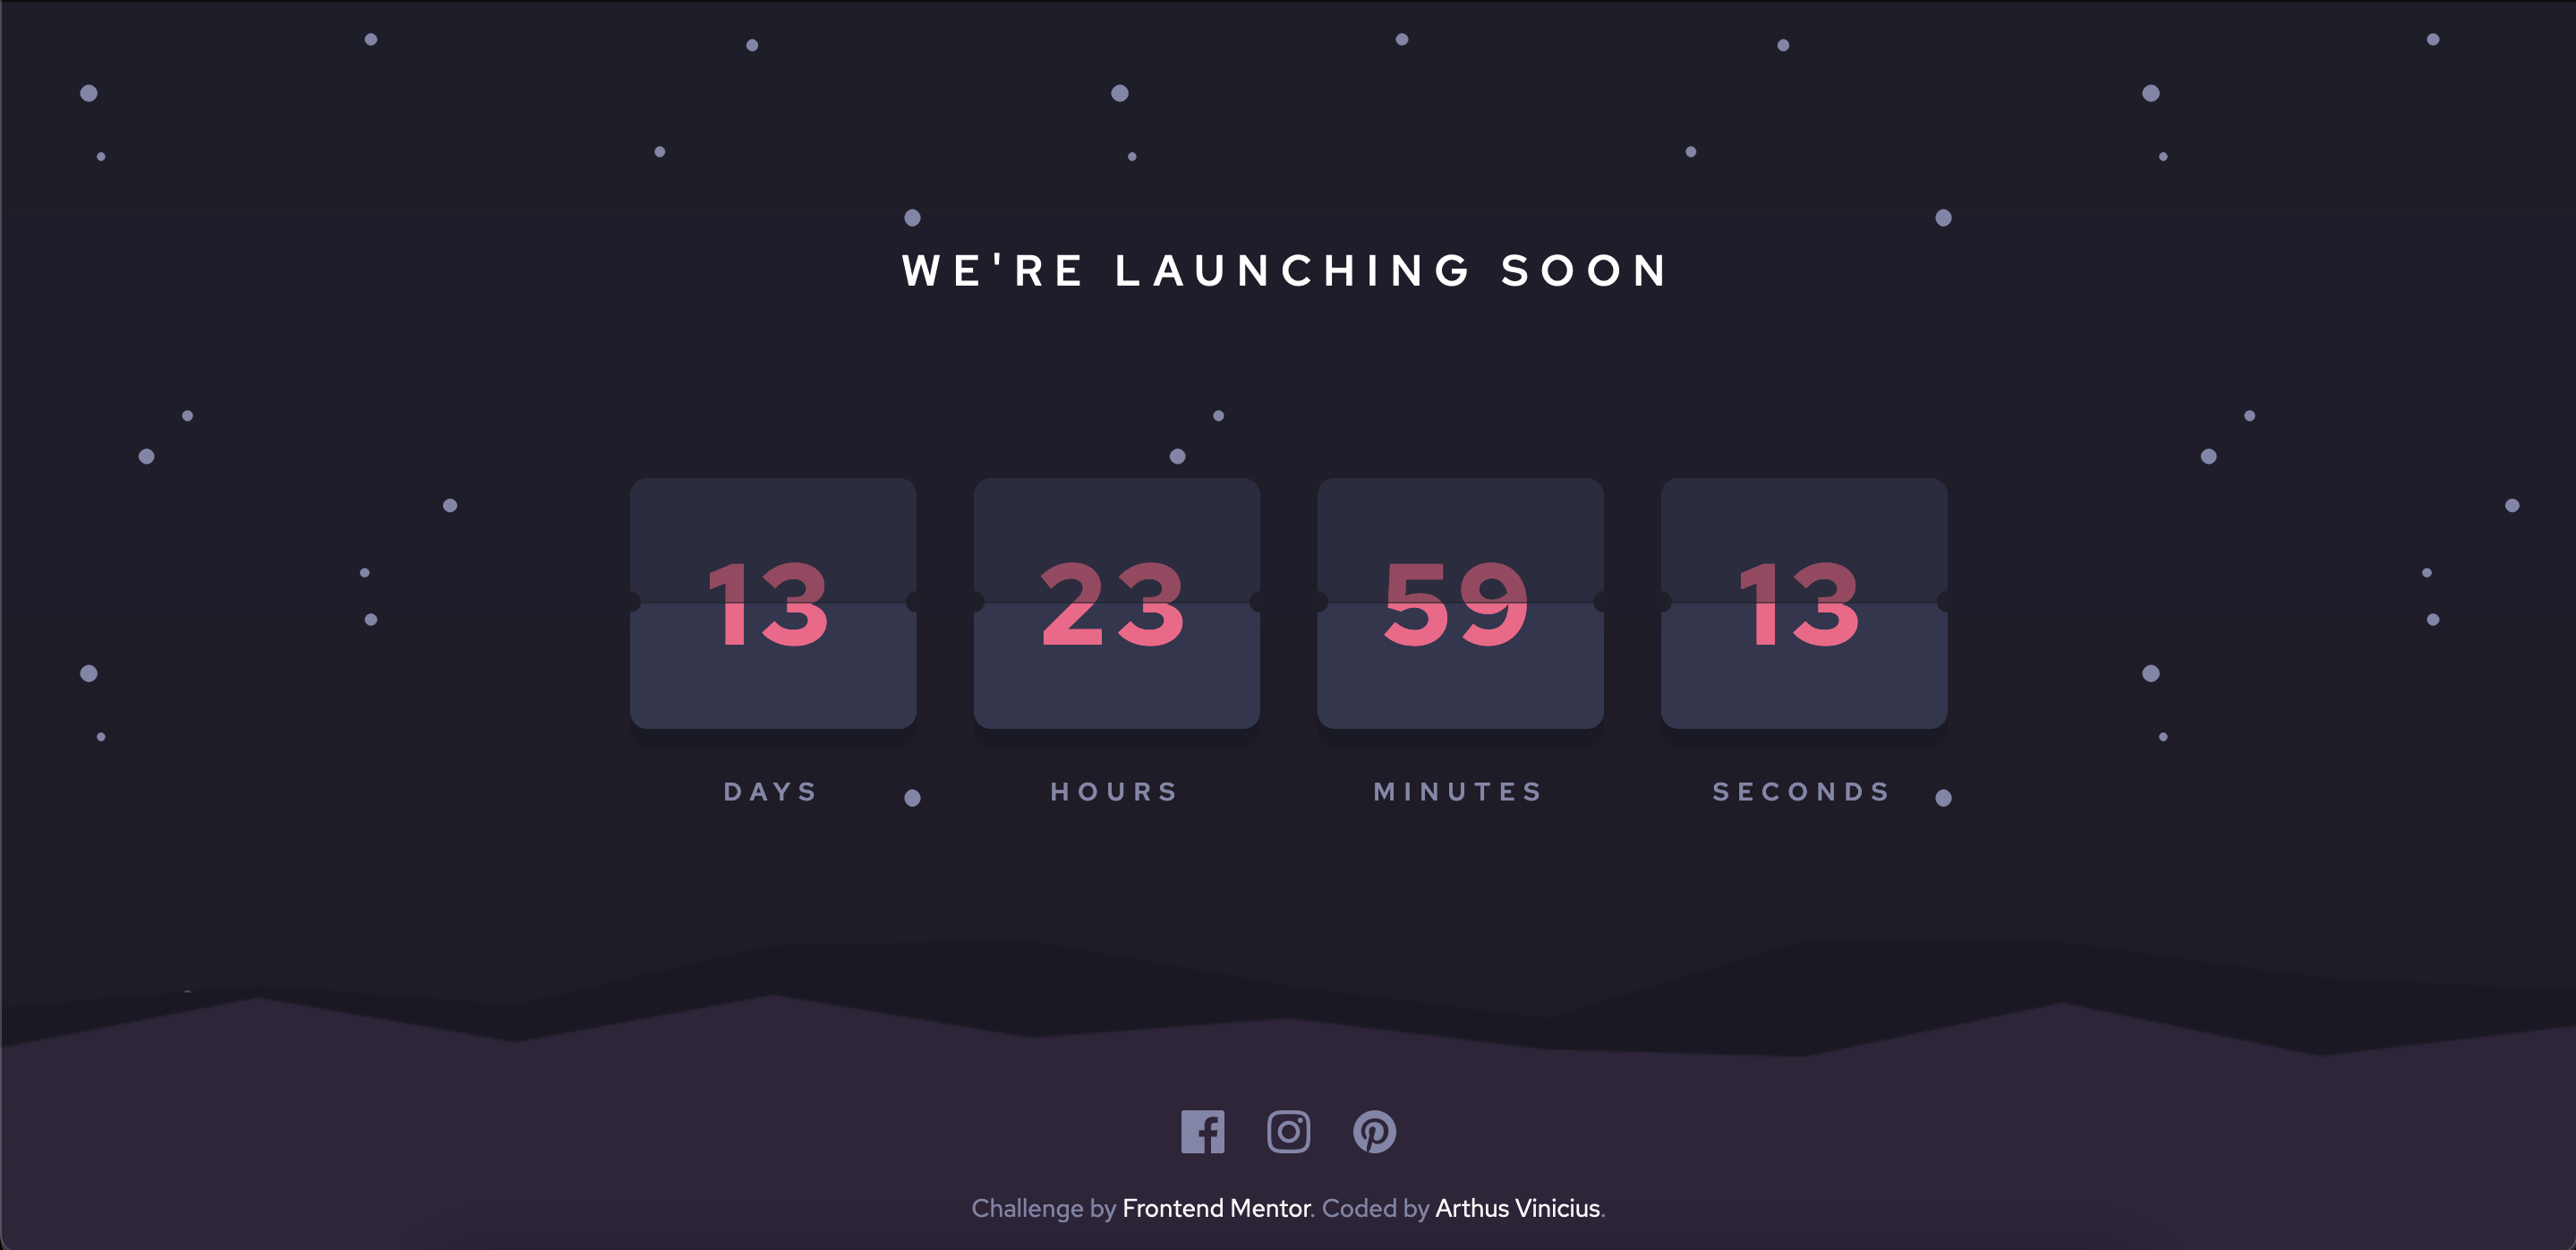 WE'RE LAUNCHING SOON
13 23 59 13
DAYS HOURS MINUTES SECONDS
Challenge by Frontend Mentor. Coded by Arthus Vinicius.